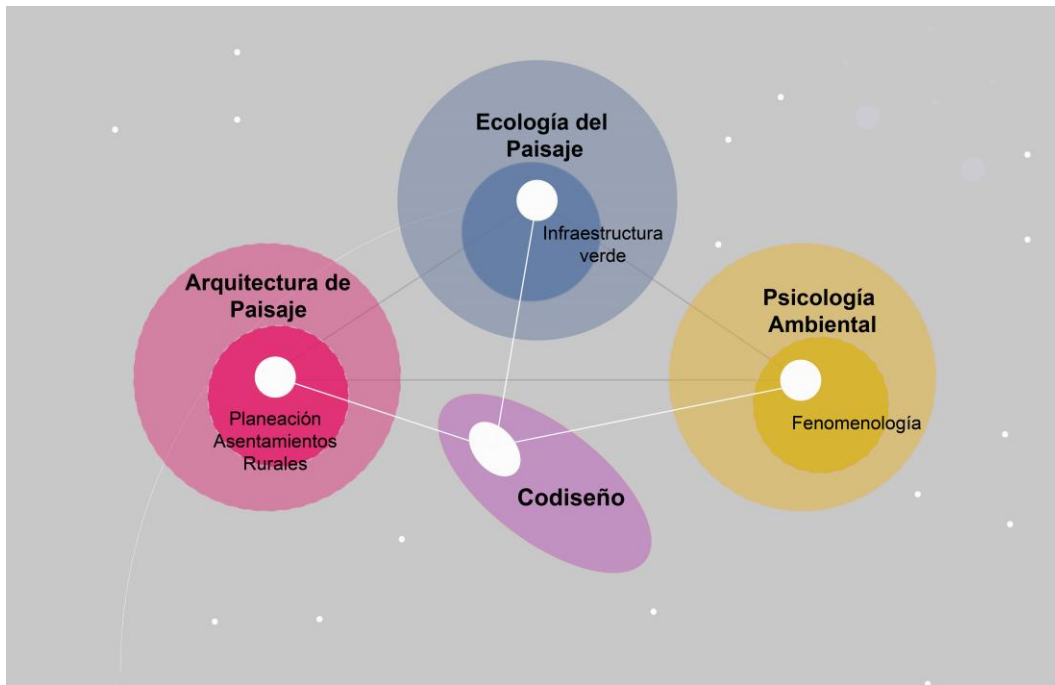 Ecología del
Paisaje
Infraestructura
verde
Arquitectura de
Paisaje
Planeación
Asentamientos
Rurales
Psicología
Ambiental
Fenomenología
Codiseño